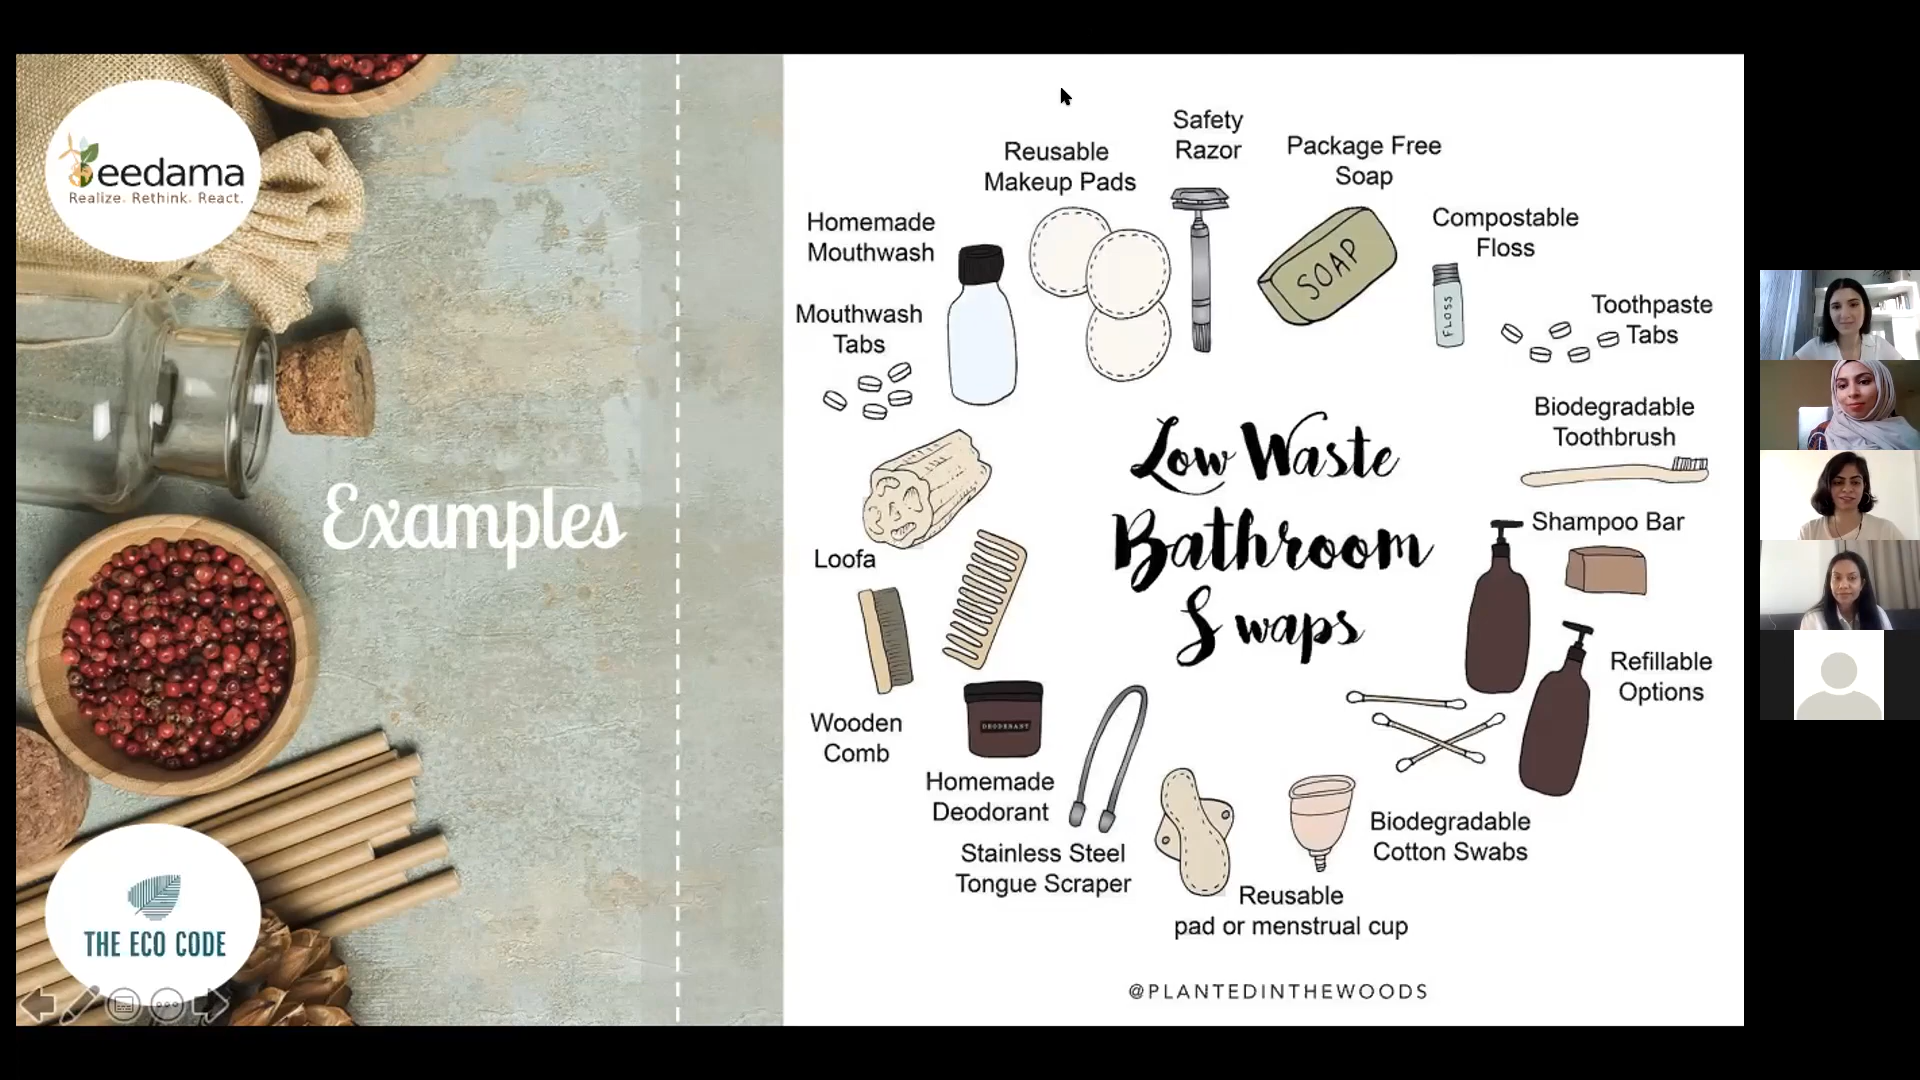 eedama
Realize. Rethink. React.
Examples
THE ECO CODE
Safety
Razor
Package Free
Soap
Reusable
Makeup Pads
Homemade
Mouthwash
Compostable
Floss
SOAP
FLOSS
Toothpaste
Tabs
Mouthwash
Tabs
Biodegradable
Toothbrush
Low Waste
Bathroom
Swaps
Shampoo Bar
Loofa
Refillable
Options
Wooden
Comb
DEODERANT
Homemade
Deodorant
Stainless Steel
Tongue Scraper
Biodegradable
Cotton Swabs
Reusable
pad or menstrual cup
@PLANTEDINTHEWOODS